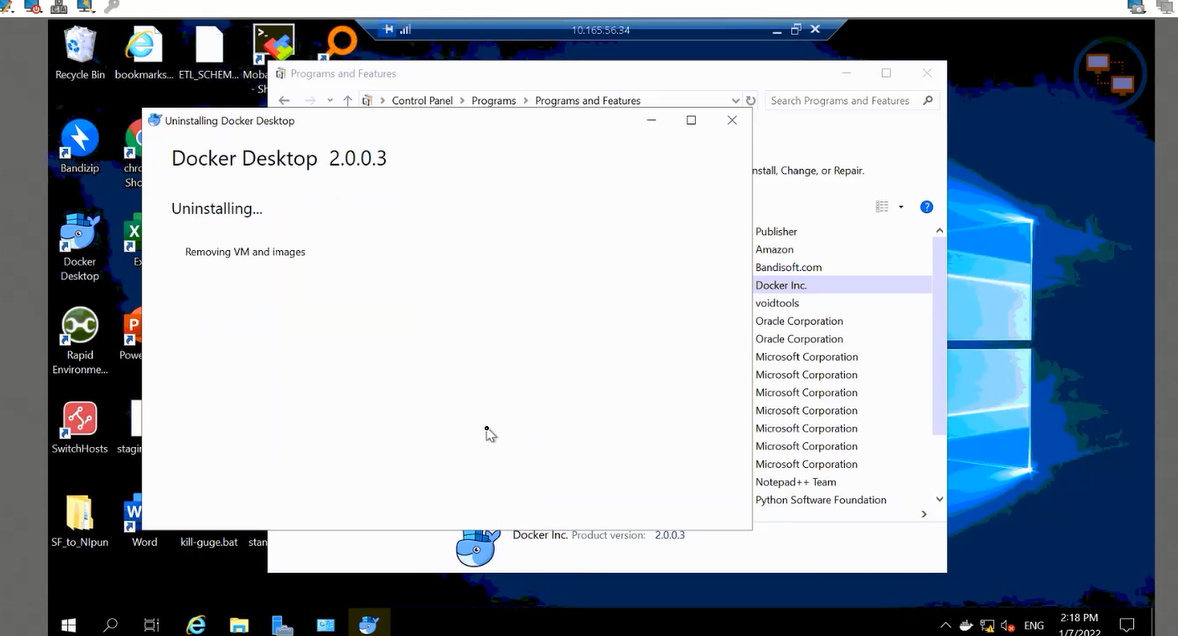 10.165.56.34
Recycle Bin
bookmarks...
ETL_SCHEM...
Programs and Features
Control Panel
Programs
Programs and Features
Search Programs and Features
Uninstalling Docker Desktop
Docker Desktop 2.0.0.3
Uninstalling...
Removing VM and images
nstall, Change, or Repair.
Bandizip
Docker
Desktop
Rapid
Environme...
SwitchHosts
SF_to_NIpun
Word
kill-guge.bat
stan
chr
Sho
Ex
Powe
stagin
Publisher
Amazon
Bandisoft.com
Docker Inc.
voidtools
Oracle Corporation
Oracle Corporation
Microsoft Corporation
Microsoft Corporation
Microsoft Corporation
Microsoft Corporation
Microsoft Corporation
Microsoft Corporation
Microsoft Corporation
Notepad++ Team
Python Software Foundation
Docker Inc. Product version: 2.0.0.3
ENG
2:18 PM
1/7/2022